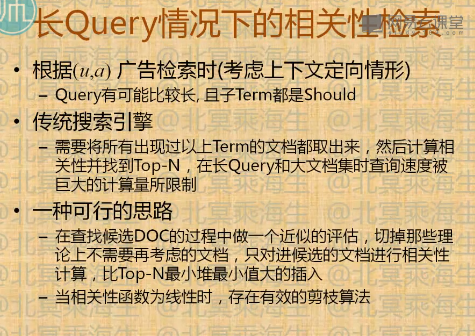 长Query情况下的相关性检索
• 根据(u,a) 广告检索时(考虑上下文定向情形)
– Query有可能比较长, 且子Term都是Should
• 传统搜索引擎
– 需要将所有出现过以上Term的文档都取出来，然后计算相
关性并找到Top-N，在长Query和大文档集时查询速度被
巨大的计算量所限制
• 一种可行的思路
– 在查找候选DOC的过程中做一个近似的评估，切掉那些理
论上不需要再考虑的文档，只对进候选的文档进行相关性
计算，比Top-N最小堆最小值大的插入
– 当相关性函数为线性时，存在有效的剪枝算法
@北冥乘海生